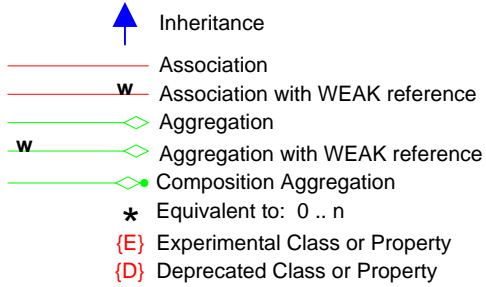 Inheritance
Association
w Association with WEAK reference
Aggregation
w Aggregation with WEAK reference
Composition Aggregation
* Equivalent to: 0 .. n
{E} Experimental Class or Property
{D} Deprecated Class or Property